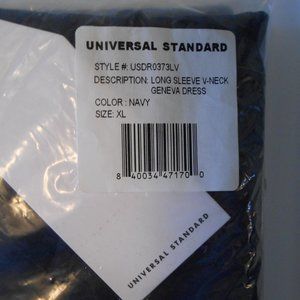 UNIVERSAL STANDARD
STYLE #: USDR0373LV
DESCRIPTION: LONG SLEEVE V-NECK
GENEVA DRESS
COLOR : NAVY
SIZE: XL
8 40034 47170 0
UNIVERSAL STANDARD